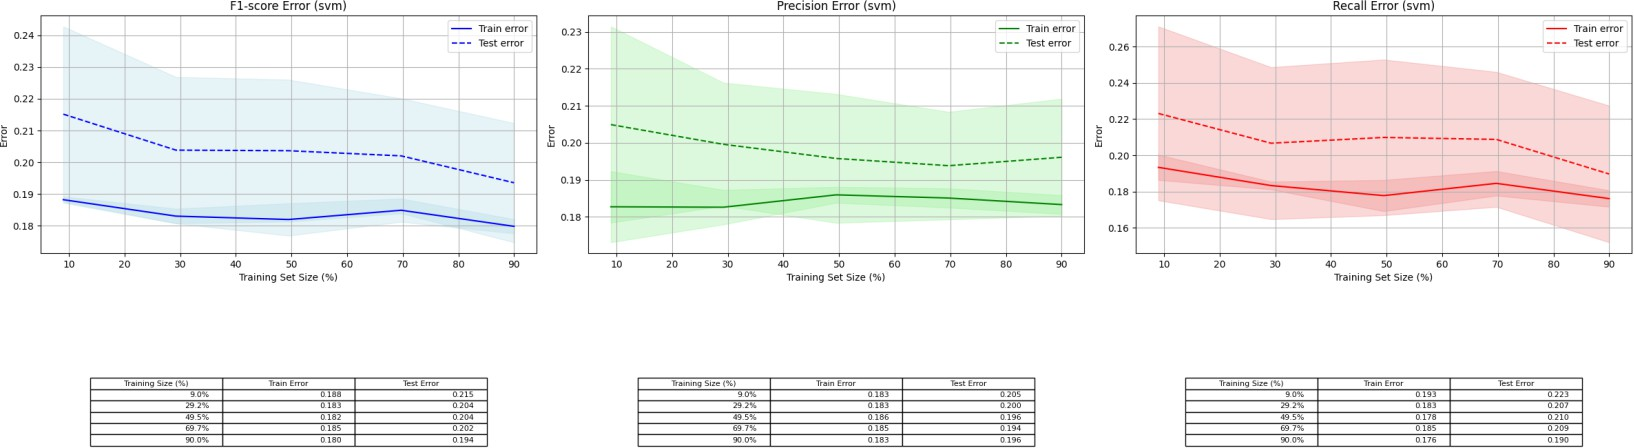 F1-score Error (svm)
Train error
Test error
0.24
0.23
0.22
0.21
0.20
0.19
0.18
Error
10 20 30 40 50 60 70 80 90
Training Set Size (%)
Training Size (%) Train Error Test Error
9.0% 0.188 0.215
29.2% 0.183 0.204
49.5% 0.182 0.204
69.7% 0.185 0.202
90.0% 0.180 0.194
Precision Error (svm)
Train error
Test error
0.23
0.22
0.21
0.20
0.19
0.18
Error
10 20 30 40 50 60 70 80 90
Training Set Size (%)
Training Size (%) Train Error Test Error
9.0% 0.183 0.205
29.2% 0.183 0.200
49.5% 0.186 0.196
69.7% 0.185 0.194
90.0% 0.183 0.196
Recall Error (svm)
Train error
Test error
0.26
0.24
0.22
0.20
0.18
0.16
Error
10 20 30 40 50 60 70 80 90
Training Set Size (%)
Training Size (%) Train Error Test Error
9.0% 0.193 0.223
29.2% 0.183 0.207
49.5% 0.178 0.210
69.7% 0.185 0.209
90.0% 0.176 0.190